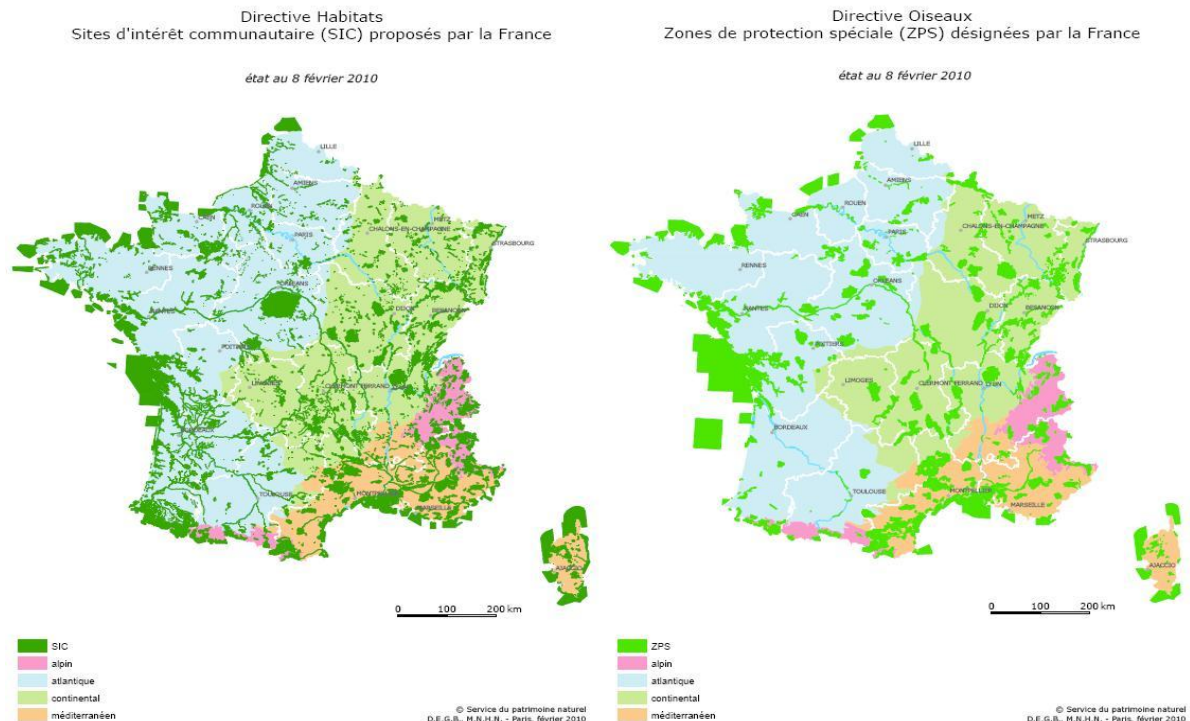 Directive Habitats
Sites d'intérêt communautaire (SIC) proposés par la France
état au 8 février 2010
LILLE
AMIENS
ROUEN
CAEN
PARIS
METZ
CHALONS-EN-CHAMPAGNE
STRASBOURG
RENNES
ORLEANS
NANTES
DIJON
BESANCON
POITIERS
LIMOGES
CLERMONT FERRAND
LYON
BORDEAUX
TOULOUSE
MONTPELLIER
MARSEILLE
AJACCIO
0 100 200 km
SIC
alpin
atlantique
continental
méditerranéen
© Service du patrimoine naturel
D.E.G.B., M.N.H.N. - Paris, février 2010
Directive Oiseaux
Zones de protection spéciale (ZPS) désignées par la France
état au 8 février 2010
LILLE
AMIENS
ROUEN
CAEN
PARIS
METZ
CHALONS-EN-CHAMPAGNE
STRASBOURG
RENNES
ORLEANS
NANTES
DIJON
BESANCON
POITIERS
LIMOGES
CLERMONT FERRAND
LYON
BORDEAUX
TOULOUSE
MONTPELLIER
MARSEILLE
AJACCIO
0 100 200 km
ZPS
alpin
atlantique
continental
méditerranéen
© Service du patrimoine naturel
D.E.G.B., M.N.H.N. - Paris, février 2010